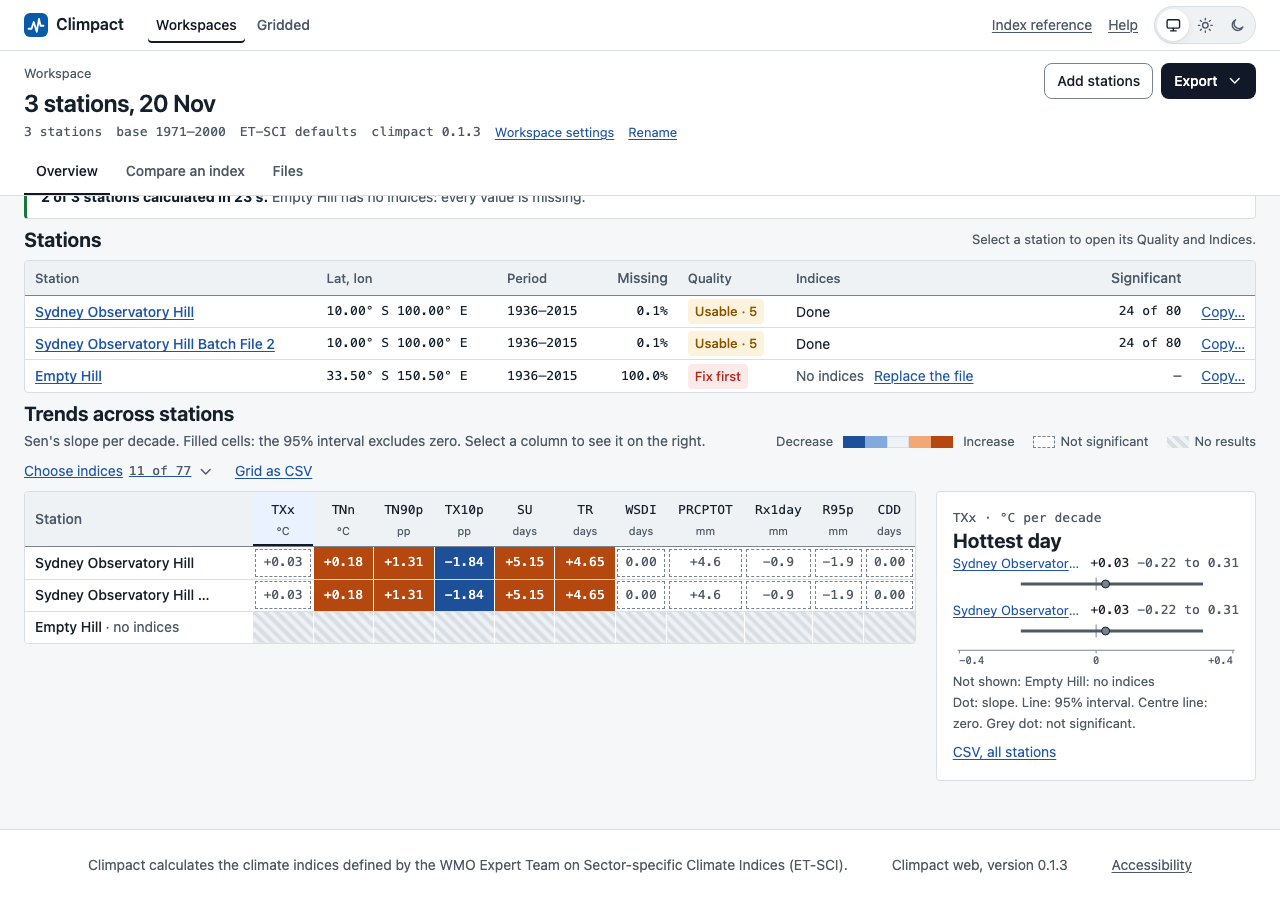 Climpact Workspaces Gridded Index reference Help
Workspace
3 stations, 20 Nov
Add stations Export
3 stations base 1971–2000 ET-SCI defaults climpact 0.1.3 Workspace settings Rename
Overview Compare an index Files
2 of 3 stations calculated in 23 s. Empty Hill has no indices: every value is missing.
Stations Select a station to open its Quality and Indices.
Station Lat, lon Period Missing Quality Indices Significant
Sydney Observatory Hill 10.00° S 100.00° E 1936–2015 0.1% Usable · 5 Done 24 of 80 Copy...
Sydney Observatory Hill Batch File 2 10.00° S 100.00° E 1936–2015 0.1% Usable · 5 Done 24 of 80 Copy...
Empty Hill 33.50° S 150.50° E 1936–2015 100.0% Fix first No indices Replace the file – Copy...
Trends across stations
Sen's slope per decade. Filled cells: the 95% interval excludes zero. Select a column to see it on the right. Decrease Increase Not significant No results
Choose indices 11 of 77 Grid as CSV
Station TXx TNn TN90p TX10p SU TR WSDI PRCPTOT Rx1day R95p CDD
°C °C pp pp days days days mm mm mm days
Sydney Observatory Hill +0.03 +0.18 +1.31 −1.84 +5.15 +4.65 0.00 +4.6 −0.9 −1.9 0.00
Sydney Observatory Hill ... +0.03 +0.18 +1.31 −1.84 +5.15 +4.65 0.00 +4.6 −0.9 −1.9 0.00
Empty Hill · no indices
TXx · °C per decade
Hottest day
Sydney Observator... +0.03 −0.22 to 0.31
Sydney Observator... +0.03 −0.22 to 0.31
−0.4 0 +0.4
Not shown: Empty Hill: no indices
Dot: slope. Line: 95% interval. Centre line:
zero. Grey dot: not significant.
CSV, all stations
Climpact calculates the climate indices defined by the WMO Expert Team on Sector-specific Climate Indices (ET-SCI). Climpact web, version 0.1.3 Accessibility